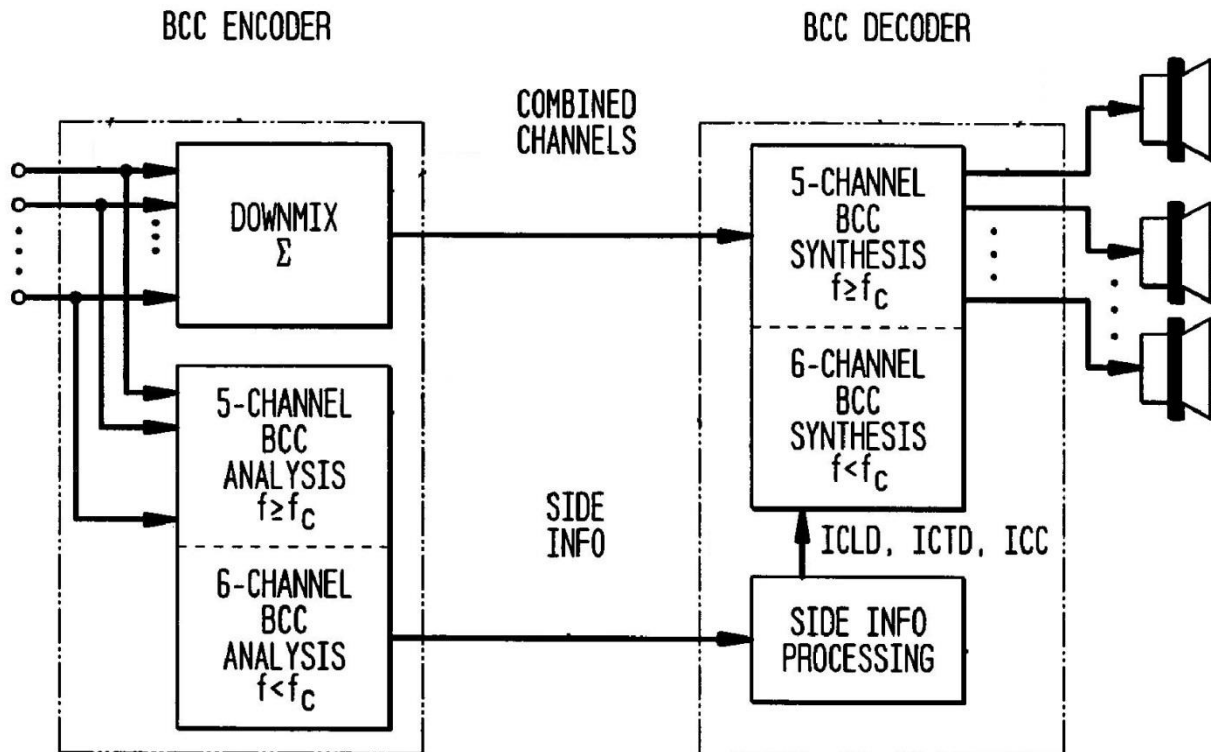 BCC ENCODER
BCC DECODER
COMBINED
CHANNELS
DOWNMIX
Σ
5-CHANNEL
BCC
ANALYSIS
f≥fc
6-CHANNEL
BCC
ANALYSIS
f<fc
SIDE
INFO
5-CHANNEL
BCC
SYNTHESIS
f≥fc
6-CHANNEL
BCC
SYNTHESIS
f<fc
ICLD, ICTD, ICC
SIDE INFO
PROCESSING